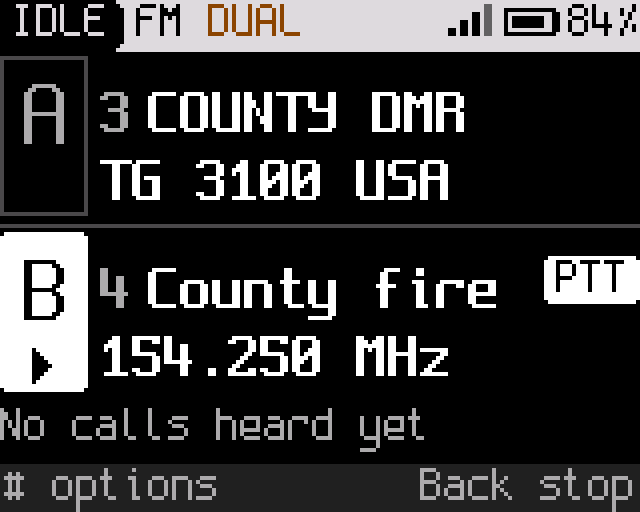 IDLE FM DUAL 84%
A 3 COUNTY DMR
TG 3100 USA
B 4 County fire PTT
154.250 MHz
No calls heard yet
# options Back stop